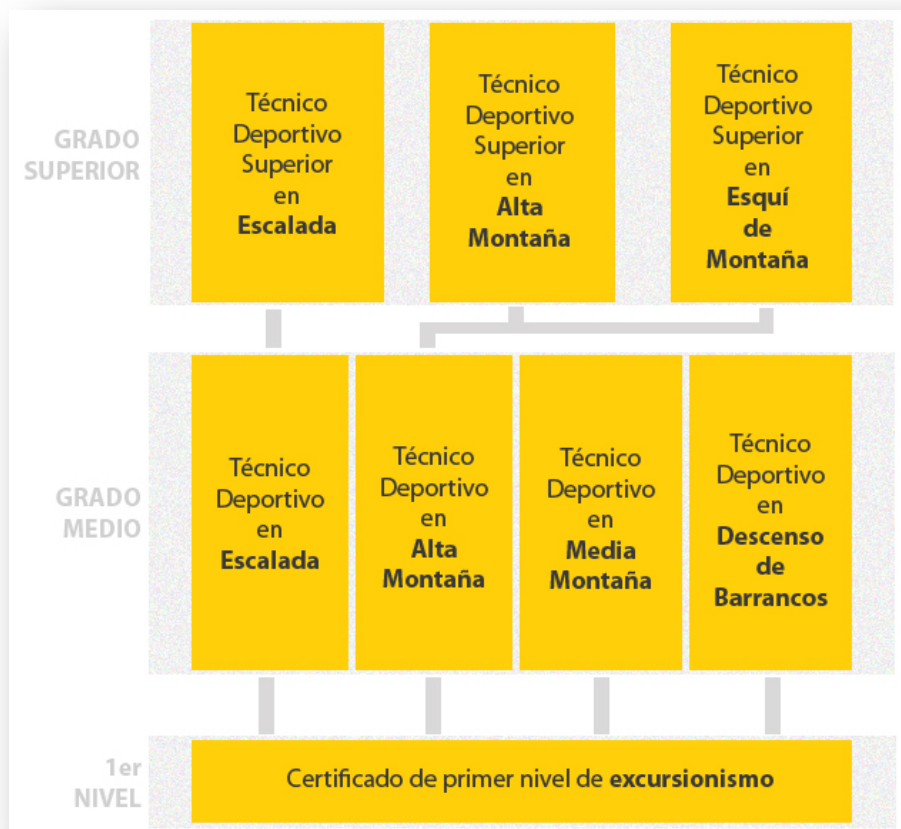 GRADO
SUPERIOR
Técnico
Deportivo
Superior
en
Escalada
Técnico
Deportivo
Superior
en
Alta
Montaña
Técnico
Deportivo
Superior
en
Esquí
de
Montaña
GRADO
MEDIO
Técnico
Deportivo
en
Escalada
Técnico
Deportivo
en
Alta
Montaña
Técnico
Deportivo
en
Media
Montaña
Técnico
Deportivo
en
Descenso
de
Barrancos
1er
NIVEL
Certificado de primer nivel de excursionismo